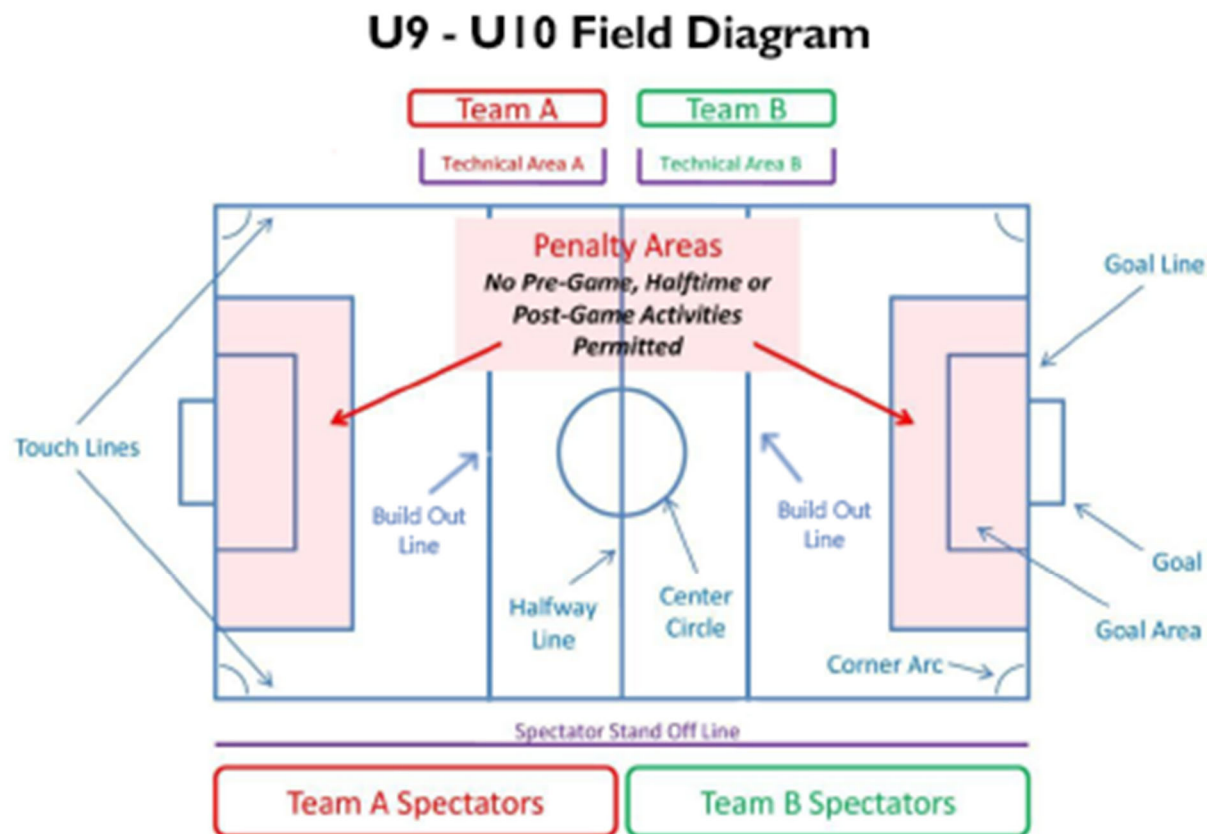 U9 - U10 Field Diagram
Team A
Team B
Technical Area A
Technical Area B
Penalty Areas
No Pre-Game, Halftime or
Post-Game Activities
Permitted
Goal Line
Touch Lines
Build Out
Line
Build Out
Line
Halfway
Line
Center
Circle
Goal
Goal Area
Corner Arc
Spectator Stand Off Line
Team A Spectators
Team B Spectators